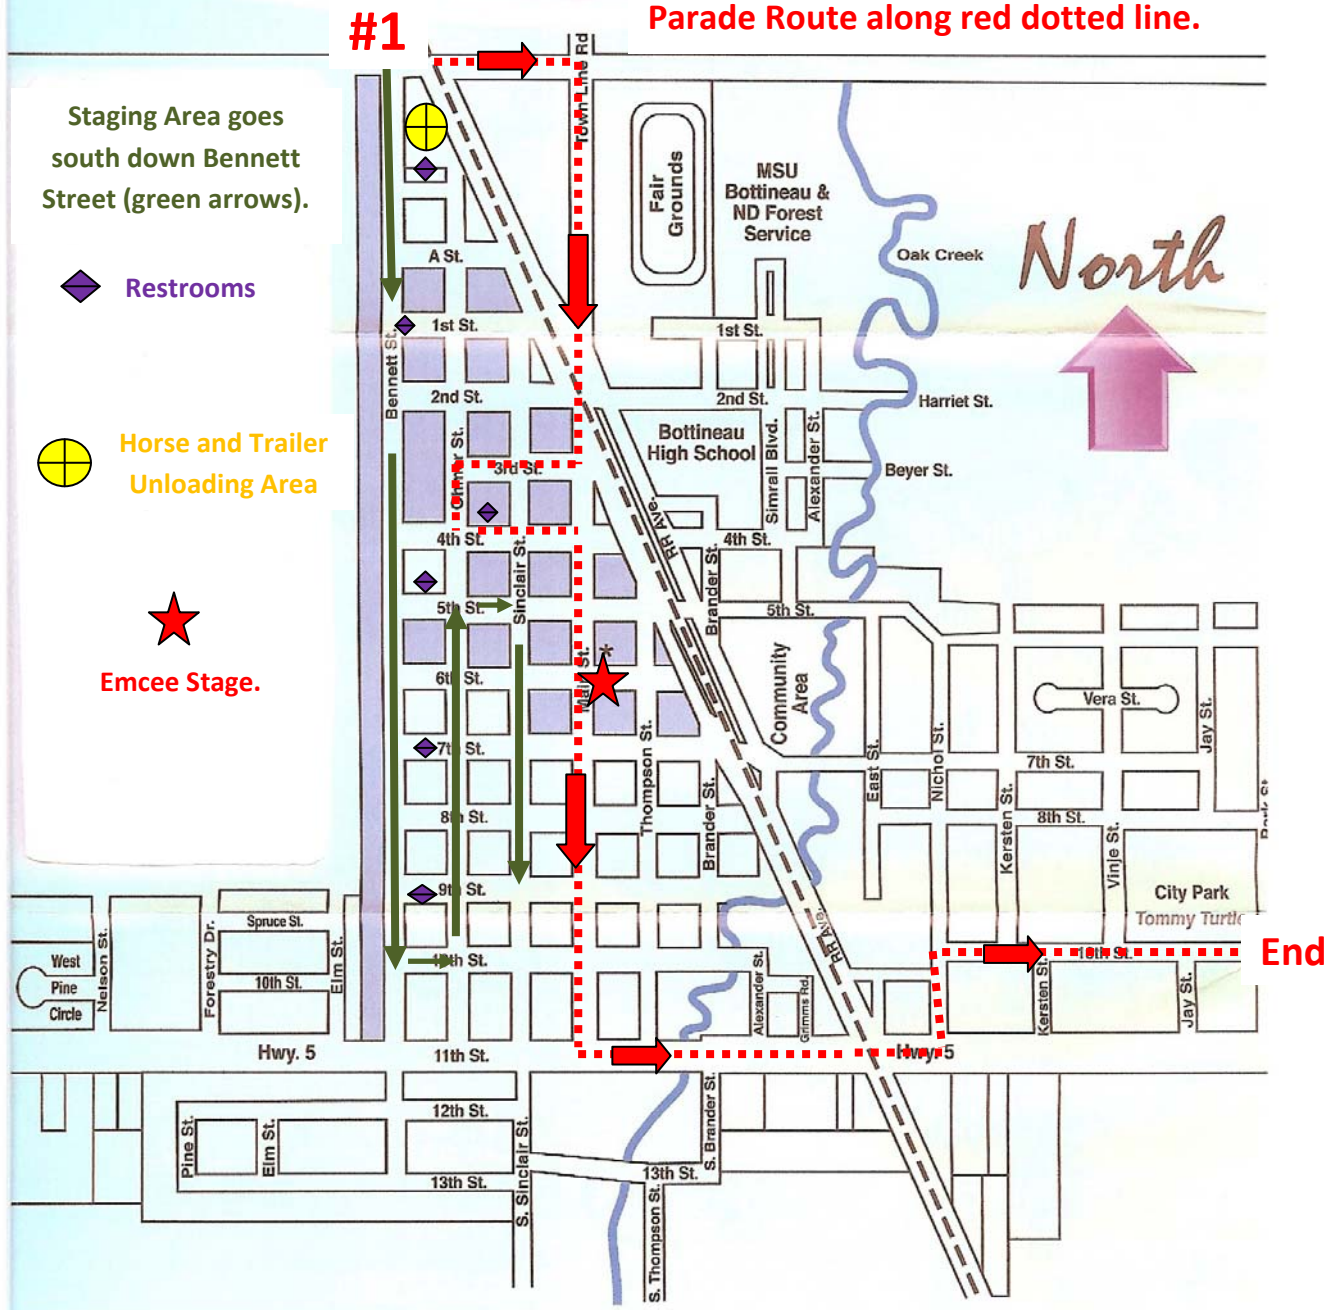 #1
Parade Route along red dotted line.
Town Line Rd
Staging Area goes
south down Bennett
Street (green arrows).
Restrooms
Horse and Trailer
Unloading Area
Emcee Stage.
Fair
Grounds
MSU
Bottineau &
ND Forest
Service
Oak Creek
North
A St.
1st St.
1st St.
Bennett St.
2nd St.
2nd St.
Harriet St.
Bottineau
High School
Simrall Blvd.
Alexander St.
Beyer St.
3rd St.
RR Ave.
4th St.
4th St.
Sinclair St.
Brander St.
5th St.
5th St.
Main St.
*
6th St.
Community
Area
Vera St.
Jay St.
7th St.
7th St.
Thompson St.
East St.
Nichol St.
8th St.
8th St.
Brander St.
Kersten St.
Vinje St.
9th St.
City Park
Tommy
Spruce St.
Nelson St.
Forestry Dr.
Elm St.
West
Pine
Circle
10th St.
10th St.
10th St.
RR Ave.
Alexander St.
Grimms Rd.
Kersten St.
Jay St.
End
Hwy. 5
11th St.
Hwy. 5
12th St.
Pine St.
Elm St.
S. Sinclair St.
S. Brander St.
13th St.
13th St.
S. Thompson St.